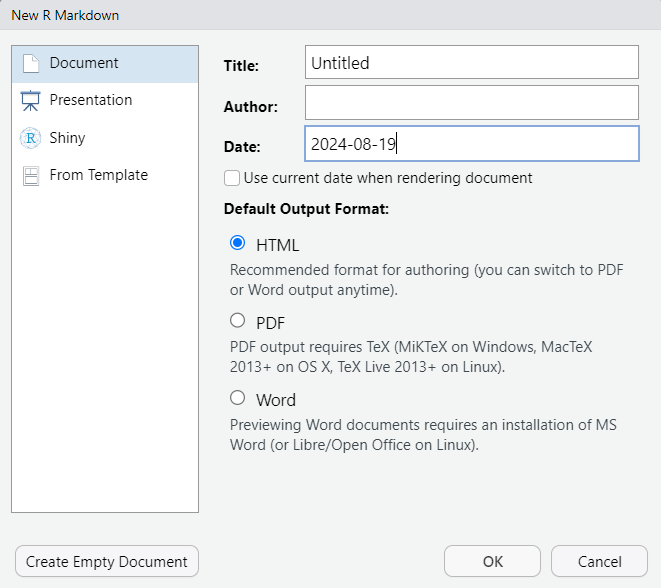 New R Markdown
Document
Presentation
R
Shiny
From Template
Title:
Untitled
Author:
Date:
2024-08-19
Use current date when rendering document
Default Output Format:
HTML
Recommended format for authoring (you can switch to PDF
or Word output anytime).
PDF
PDF output requires TeX (MiKTeX on Windows, MacTeX
2013+ on OS X, TeX Live 2013+ on Linux).
Word
Previewing Word documents requires an installation of MS
Word (or Libre/Open Office on Linux).
Create Empty Document
OK
Cancel